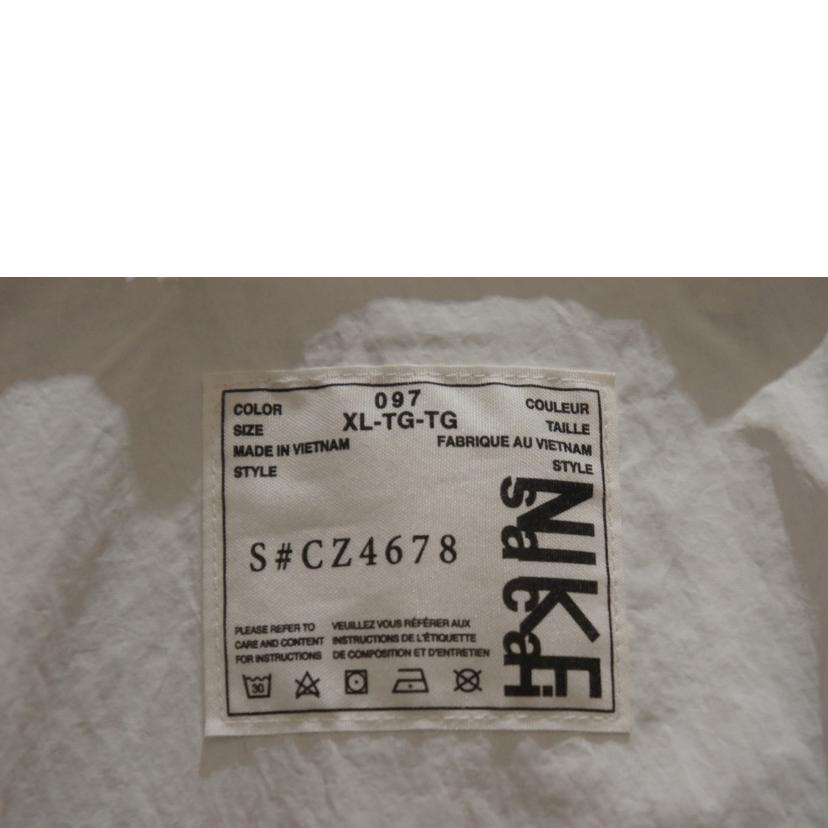 COLOR 097 COULEUR
SIZE XL-TG-TG TAILLE
MADE IN VIETNAM FABRIQUE AU VIETNAM
STYLE STYLE
S#CZ4678
NIKE
sacai
PLEASE REFER TO
CARE AND CONTENT
FOR INSTRUCTIONS
VEUILLEZ VOUS RÉFÉRER AUX
INSTRUCTIONS DE L'ÉTIQUETTE
DE COMPOSITION ET D'ENTRETIEN
30